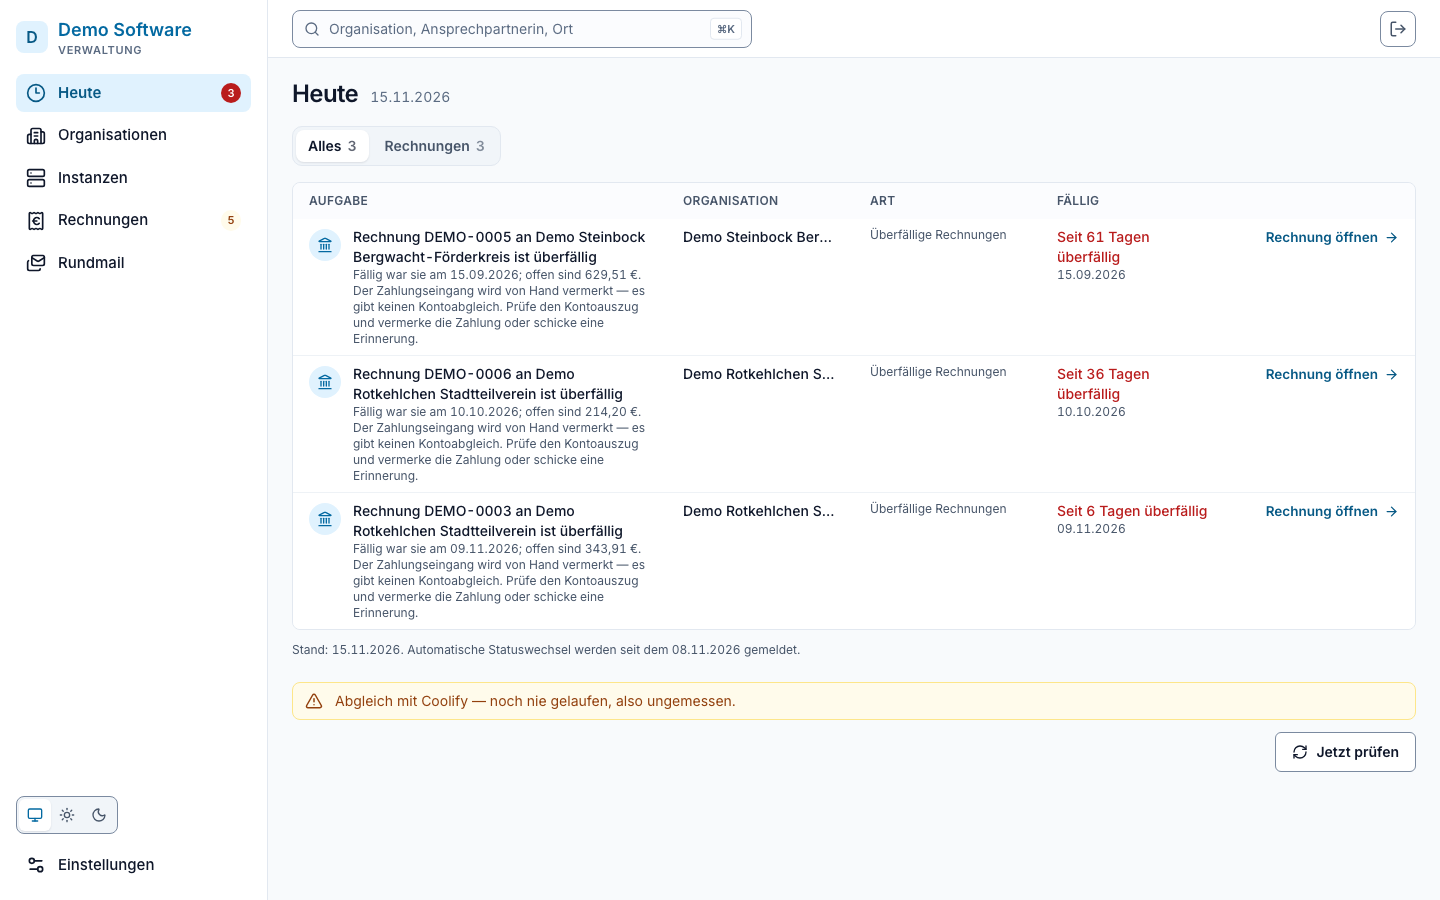 D
Demo Software
VERWALTUNG
Heute 3
Organisationen
Instanzen
Rechnungen 5
Rundmail
Einstellungen
Organisation, Ansprechpartnerin, Ort ⌘K
Heute 15.11.2026
Alles 3 Rechnungen 3
AUFGABE ORGANISATION ART FÄLLIG
Rechnung DEMO-0005 an Demo Steinbock Demo Steinbock Ber... Überfällige Rechnungen Seit 61 Tagen Rechnung öffnen →
Bergwacht-Förderkreis ist überfällig überfällig
Fällig war sie am 15.09.2026; offen sind 629,51 €. 15.09.2026
Der Zahlungseingang wird von Hand vermerkt — es
gibt keinen Kontoabgleich. Prüfe den Kontoauszug
und vermerke die Zahlung oder schicke eine
Erinnerung.
Rechnung DEMO-0006 an Demo Demo Rotkehlchen S... Überfällige Rechnungen Seit 36 Tagen Rechnung öffnen →
Rotkehlchen Stadtteilverein ist überfällig überfällig
Fällig war sie am 10.10.2026; offen sind 214,20 €. 10.10.2026
Der Zahlungseingang wird von Hand vermerkt — es
gibt keinen Kontoabgleich. Prüfe den Kontoauszug
und vermerke die Zahlung oder schicke eine
Erinnerung.
Rechnung DEMO-0003 an Demo Demo Rotkehlchen S... Überfällige Rechnungen Seit 6 Tagen überfällig Rechnung öffnen →
Rotkehlchen Stadtteilverein ist überfällig 09.11.2026
Fällig war sie am 09.11.2026; offen sind 343,91 €.
Der Zahlungseingang wird von Hand vermerkt — es
gibt keinen Kontoabgleich. Prüfe den Kontoauszug
und vermerke die Zahlung oder schicke eine
Erinnerung.
Stand: 15.11.2026. Automatische Statuswechsel werden seit dem 08.11.2026 gemeldet.
Abgleich mit Coolify — noch nie gelaufen, also ungemessen.
Jetzt prüfen